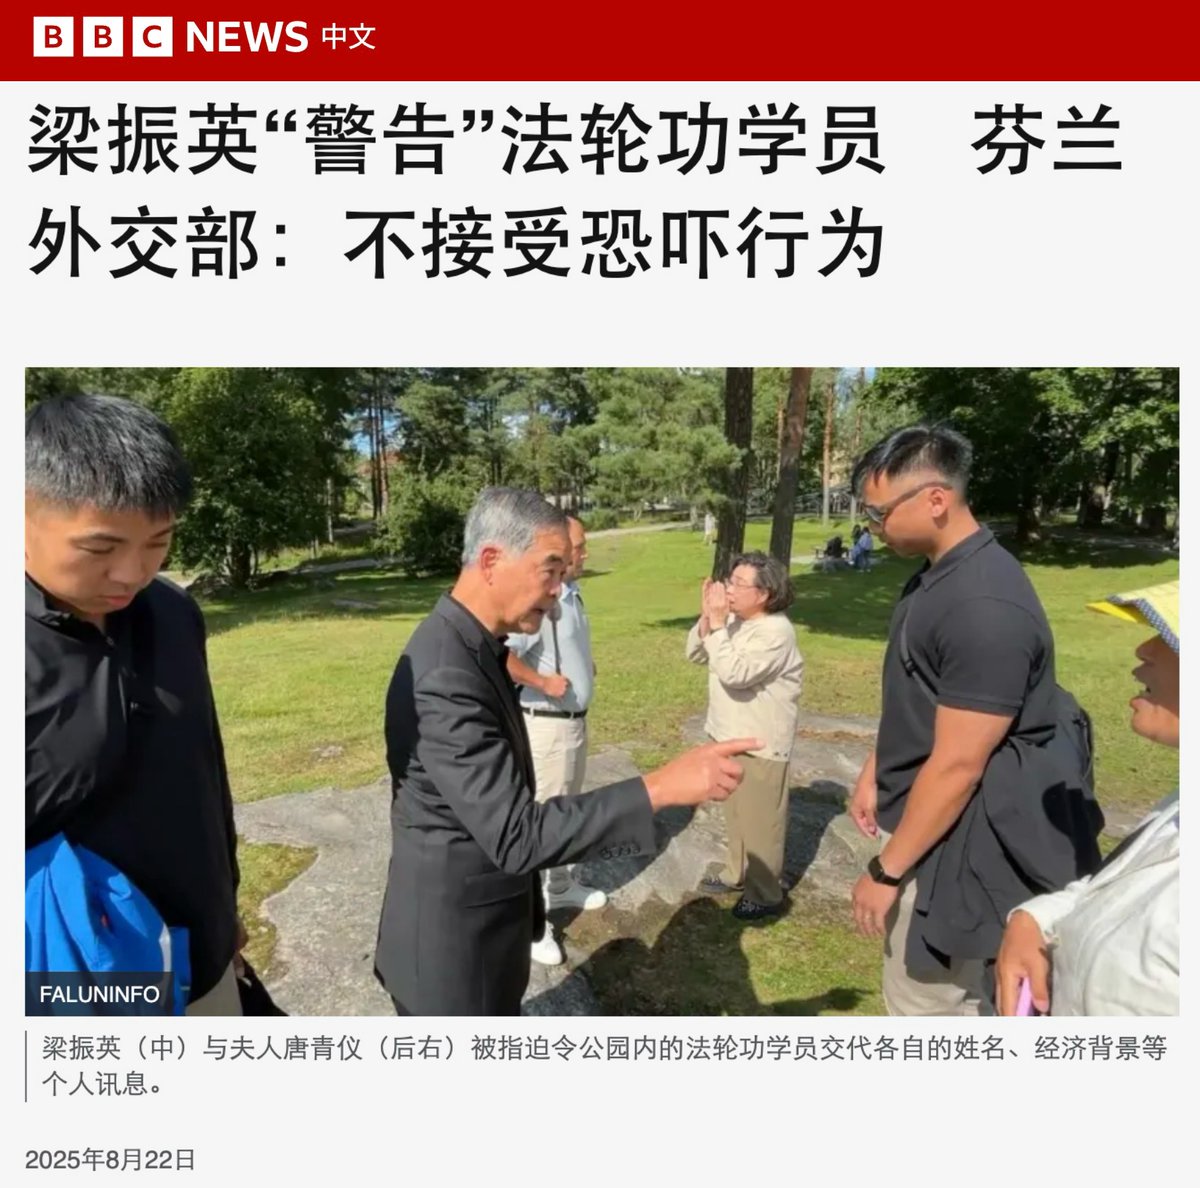 BBC NEWS 中文
梁振英“警告”法轮功学员　芬兰
外交部：不接受恐吓行为
FALUNINFO
梁振英（中）与夫人唐青仪（后右）被指迫令公园内的法轮功学员交代各自的姓名、经济背景等
个人讯息。
2025年8月22日